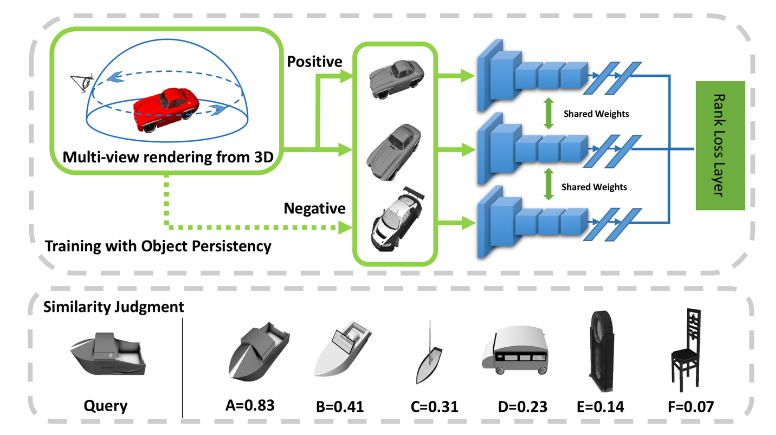 Positive
Multi-view rendering from 3D
Negative
Training with Object Persistency
Shared Weights
Shared Weights
Rank Loss Layer
Similarity Judgment
Query
A=0.83
B=0.41
C=0.31
D=0.23
E=0.14
F=0.07